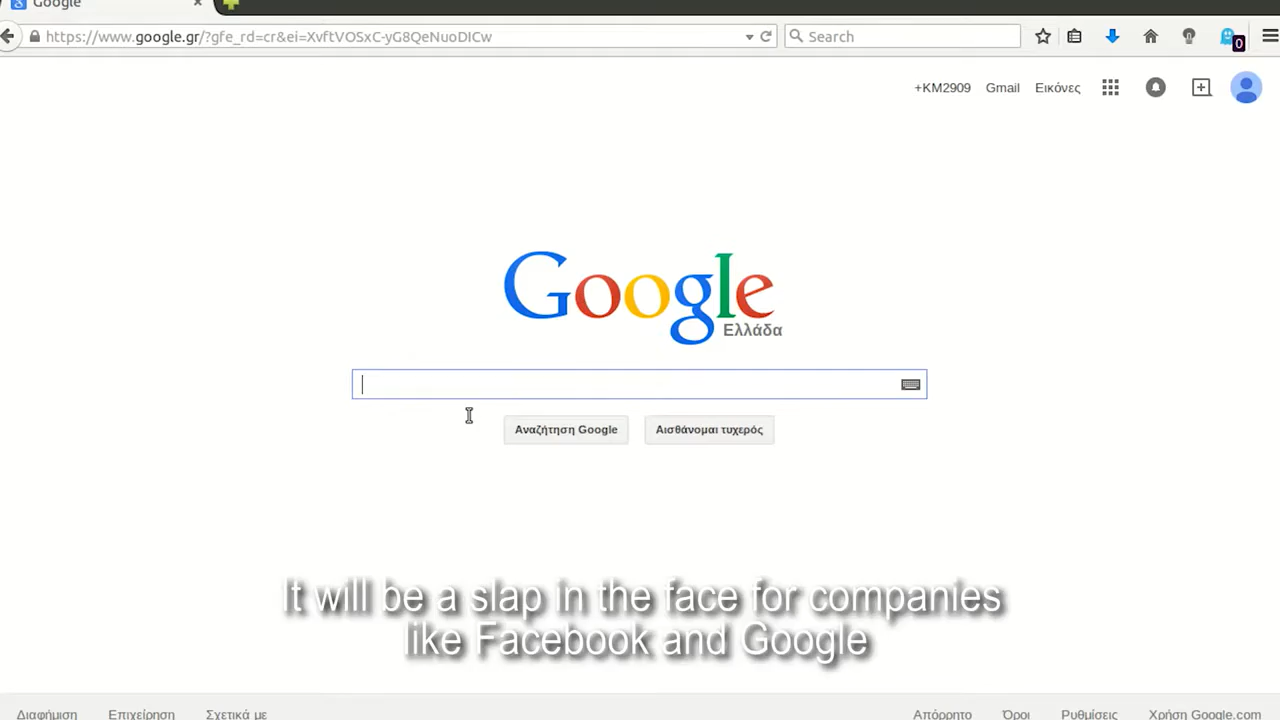 Google
https://www.google.gr/?gfe_rd=cr&ei=XvftVOSxC-yG8QeNuoDICw
Search
0
+KM2909 Gmail Εικόνες
Google
Ελλάδα
Αναζήτηση Google Αισθάνομαι τυχερός
It will be a slap in the face for companies
like Facebook and Google
Διαφήμιση Επιχείρηση Σχετικά με Απόρρητο Όροι Ρυθμίσεις Χρήση Google.com